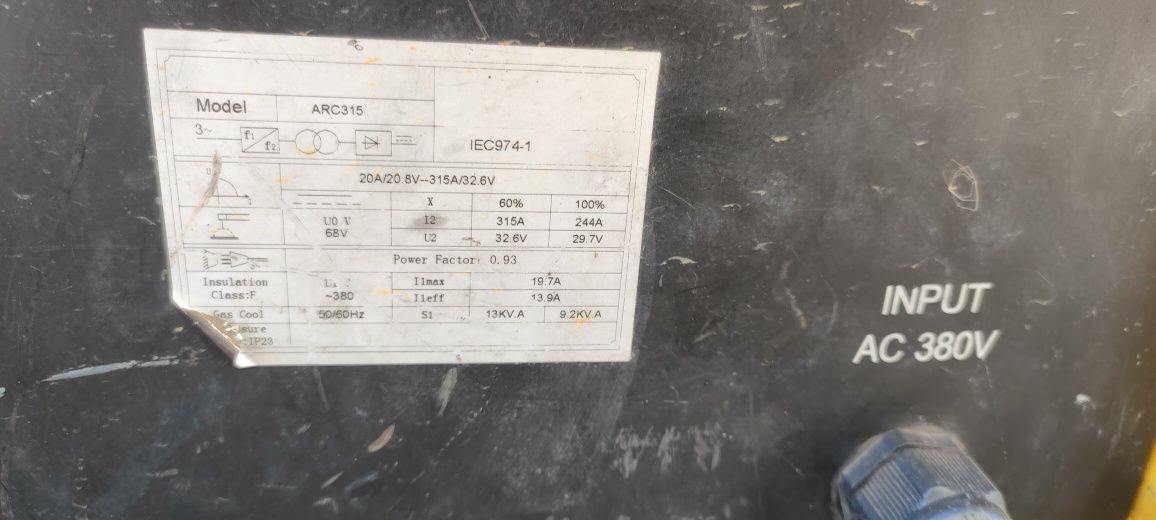 Model ARC315
3~ f1 f2
IEC974-1
20A/20.8V--315A/32.6V
X 60% 100%
U0 V I2 315A 244A
68V U2 32.6V 29.7V
Power Factor: 0.93
Insulation U1 I1max 19.7A
Class:F ~380 I1eff 13.9A
Gas Cool 50/60Hz S1 13KV.A 9.2KV.A
:IP23
INPUT
AC 380V